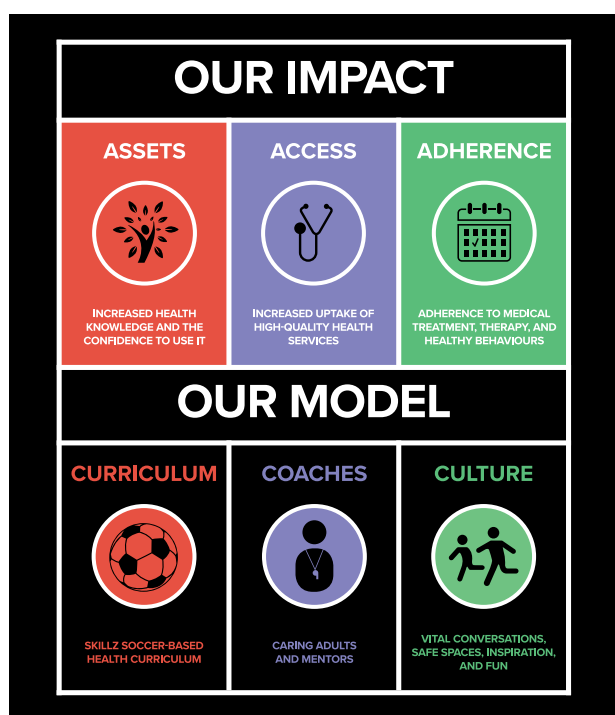 OUR IMPACT
ASSETS
INCREASED HEALTH
KNOWLEDGE AND THE
CONFIDENCE TO USE IT
ACCESS
INCREASED UPTAKE OF
HIGH-QUALITY HEALTH
SERVICES
ADHERENCE
ADHERENCE TO MEDICAL
TREATMENT, THERAPY, AND
HEALTHY BEHAVIOURS
OUR MODEL
CURRICULUM
SKILLZ SOCCER-BASED
HEALTH CURRICULUM
COACHES
CARING ADULTS
AND MENTORS
CULTURE
VITAL CONVERSATIONS,
SAFE SPACES, INSPIRATION,
AND FUN